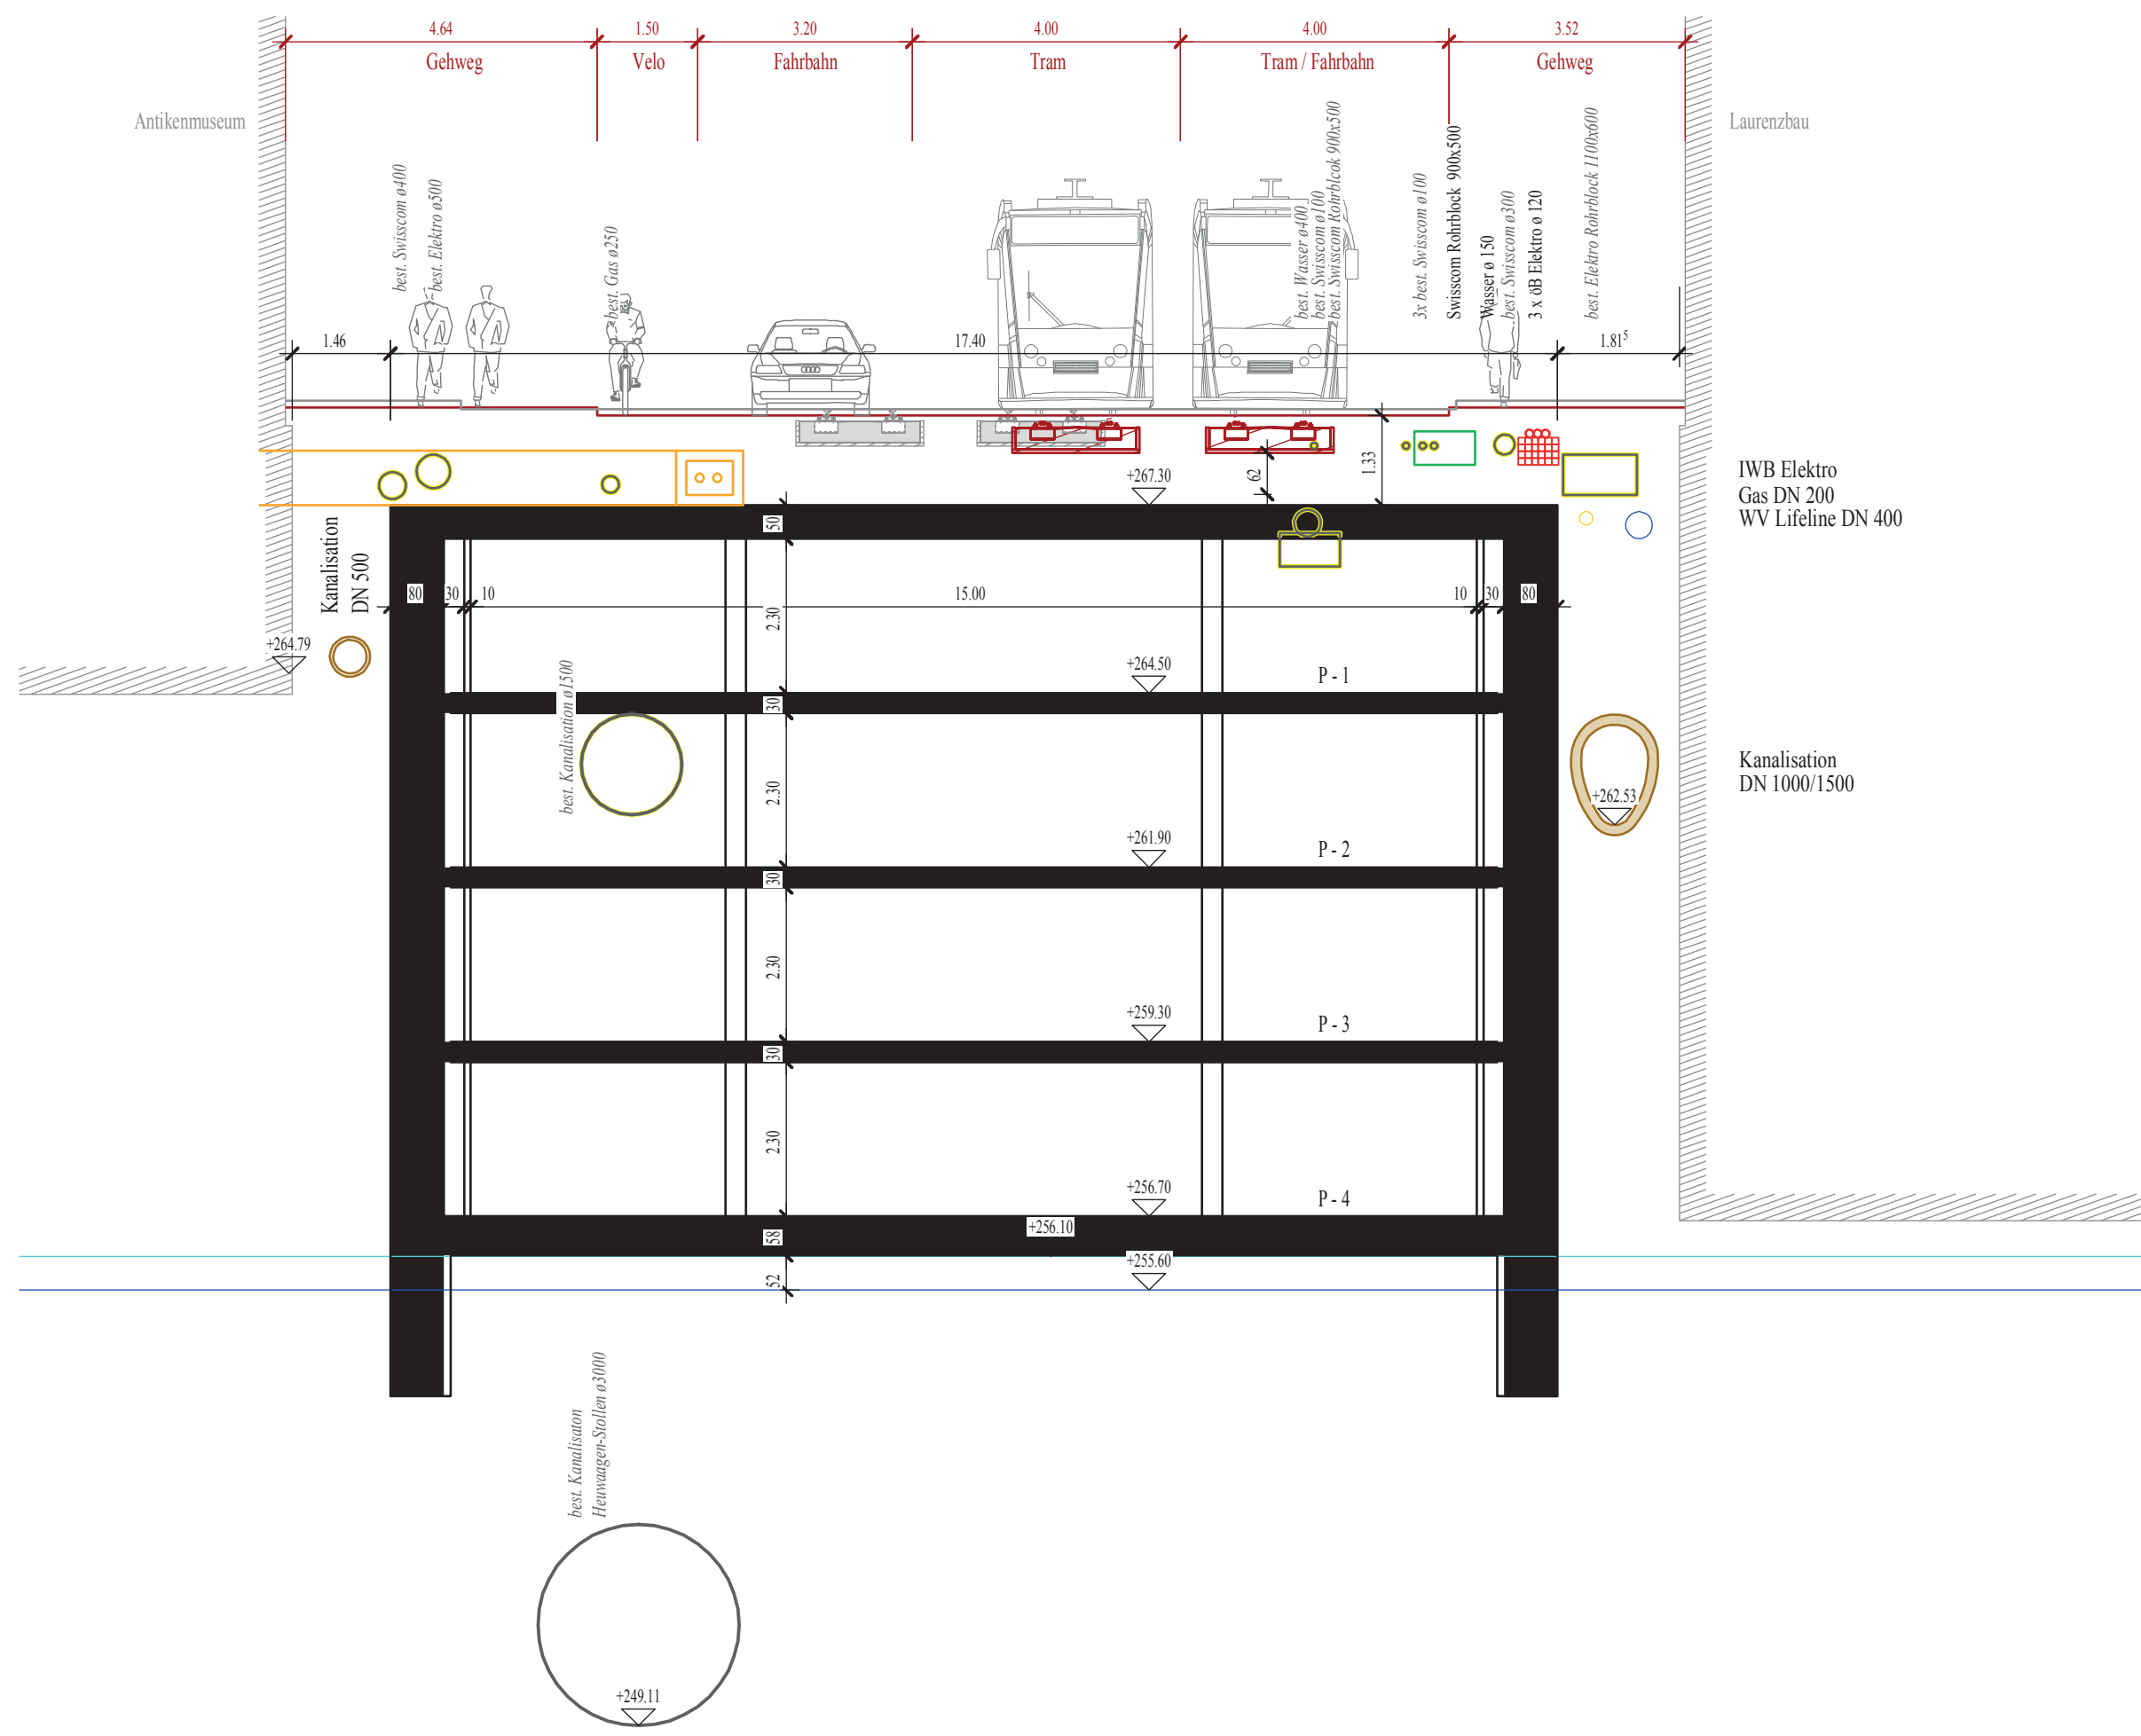 4.64
1.50
3.20
4.00
4.00
3.52
Gehweg
Velo
Fahrbahn
Tram
Tram / Fahrbahn
Gehweg
Antikenmuseum
Laurenzbau
best. Swisscom ø400
best. Elektro ø500
best. Gas ø250
best. Wasser ø400
best. Swisscom ø100
best. Swisscom Rohrblcok 900x500
3x best. Swisscom ø100
Swisscom Rohrblock 900x500
Wasser ø 150
best. Swisscom ø300
3 x öB Elektro ø 120
best. Elektro Rohrblock 1100x600
1.46
17.40
1.81⁵
62
1.33
+267.30
IWB Elektro
Gas DN 200
WV Lifeline DN 400
Kanalisation
DN 500
50
80
30
10
15.00
10
30
80
2.30
+264.79
+264.50
P - 1
30
best. Kanalisation ø1500
2.30
Kanalisation
DN 1000/1500
+262.53
+261.90
P - 2
30
2.30
+259.30
P - 3
30
2.30
+256.70
P - 4
+256.10
58
+255.60
52
best. Kanalisaton
Heuwaagen-Stollen ø3000
+249.11